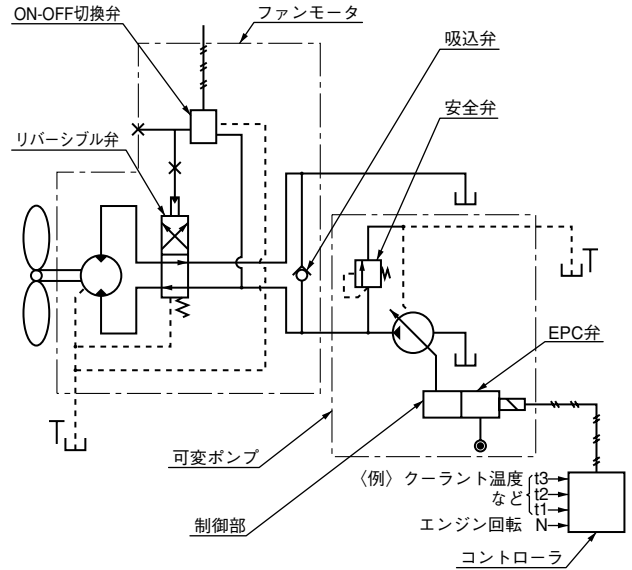 ON-OFF切換弁
ファンモータ
吸込弁
安全弁
リバーシブル弁
T
EPC弁
T
可変ポンプ
〈例〉クーラント温度
など
t3
t2
t1
エンジン回転 N
制御部
コントローラ